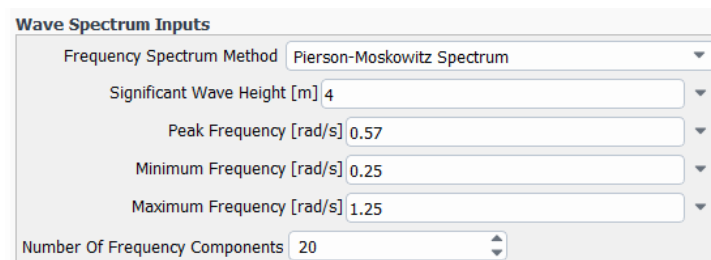 Wave Spectrum Inputs
Frequency Spectrum Method Pierson-Moskowitz Spectrum
Significant Wave Height [m] 4
Peak Frequency [rad/s] 0.57
Minimum Frequency [rad/s] 0.25
Maximum Frequency [rad/s] 1.25
Number Of Frequency Components 20